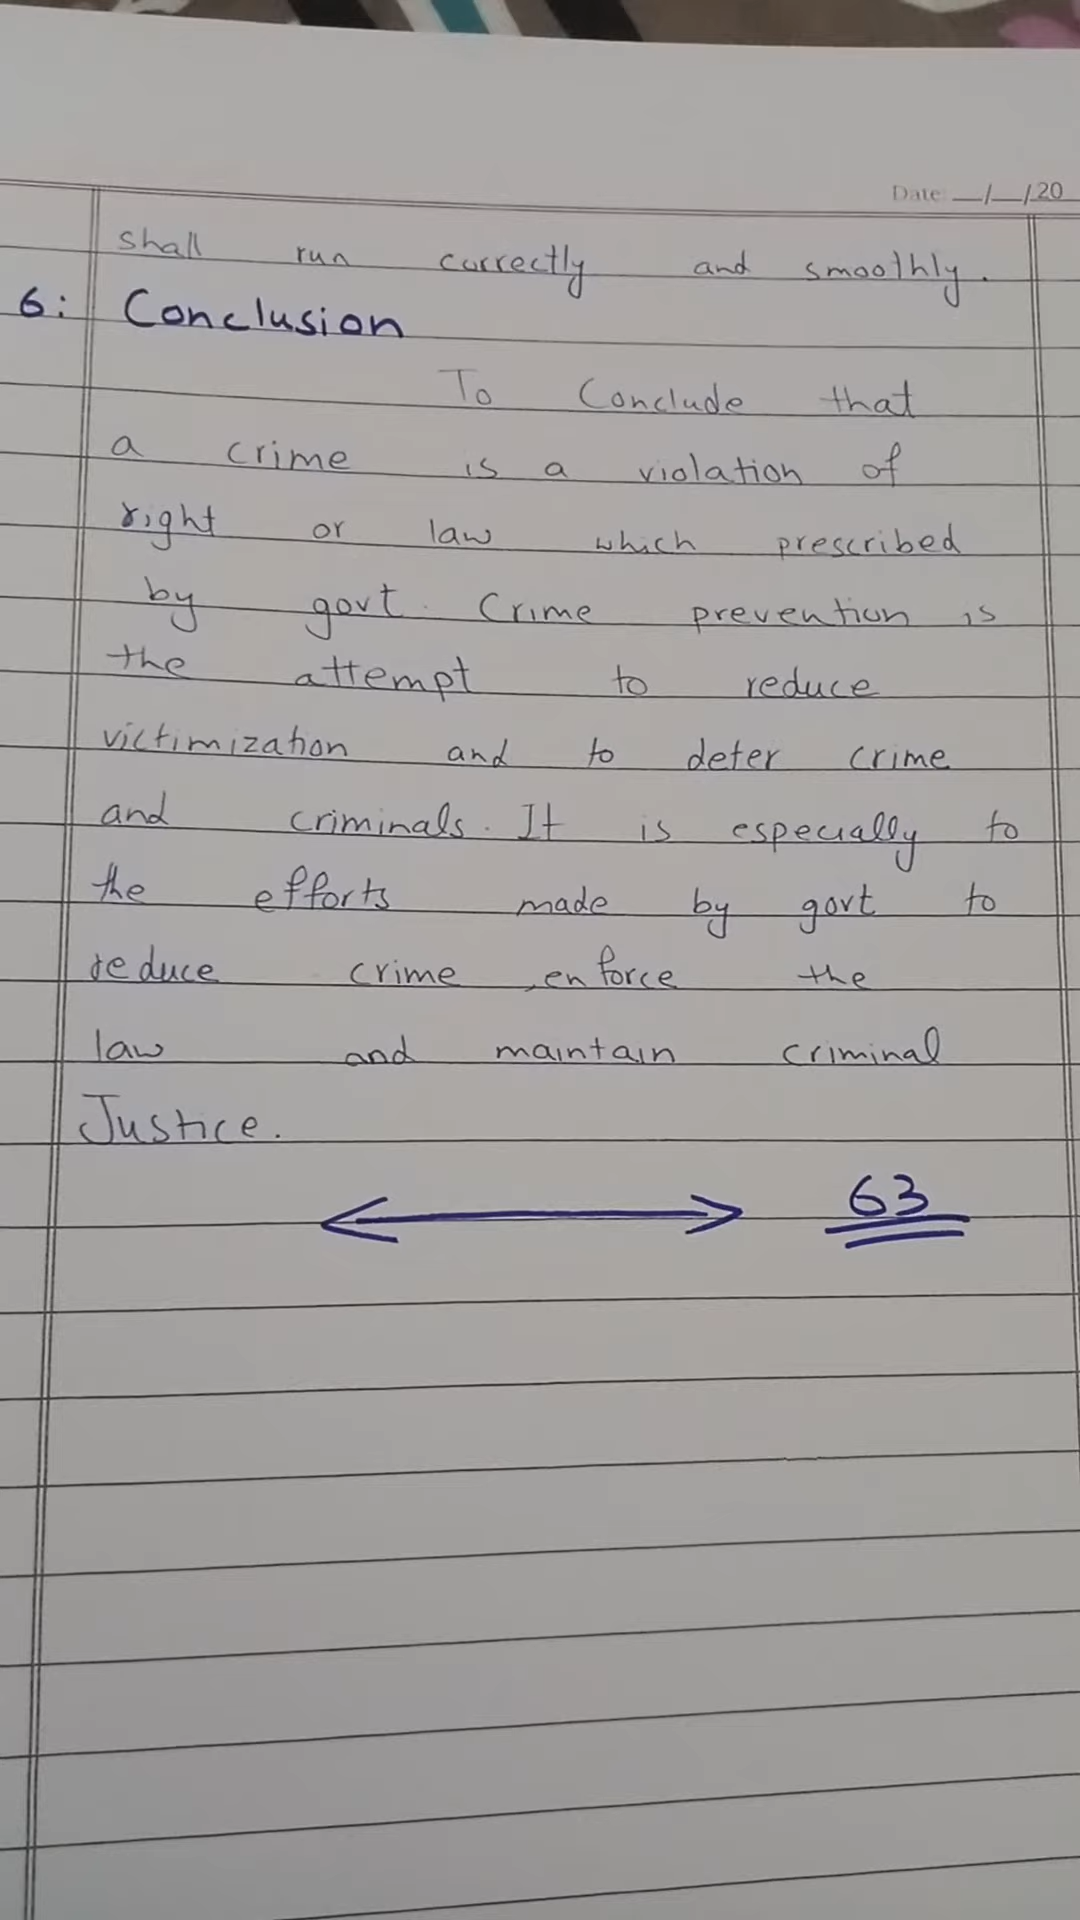 Date: __/__/20
shall run correctly and smoothly.
6: Conclusion
To Conclude that
a crime is a violation of
right or law which prescribed
by govt. Crime prevention is
the attempt to reduce
victimization and to deter crime
and criminals. It is especially to
the efforts made by govt to
reduce crime, enforce the
law and maintain criminal
Justice.
63